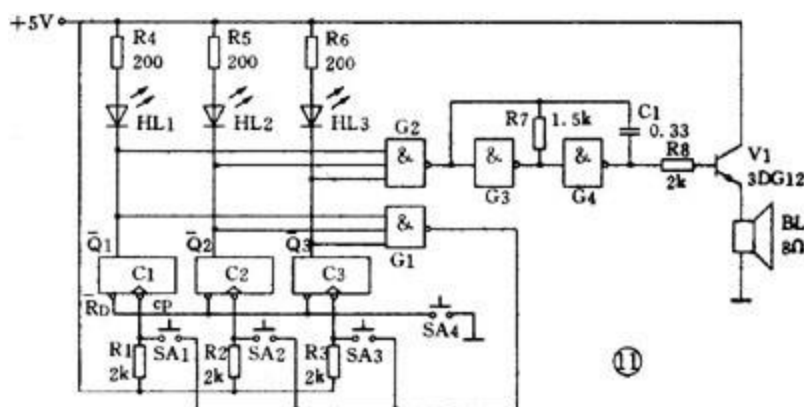 +5V
R4
200
R5
200
R6
200
HL1
HL2
HL3
G2
&
R7
1.5k
C1
0.33
&
G3
&
G4
R8
2k
V1
3DG12
BL
8Ω
&
G1
Q̄1
Q̄2
Q̄3
C1
C2
C3
R̄D
cp
SA4
R1
2k
SA1
R2
2k
SA2
R3
2k
SA3
⑪